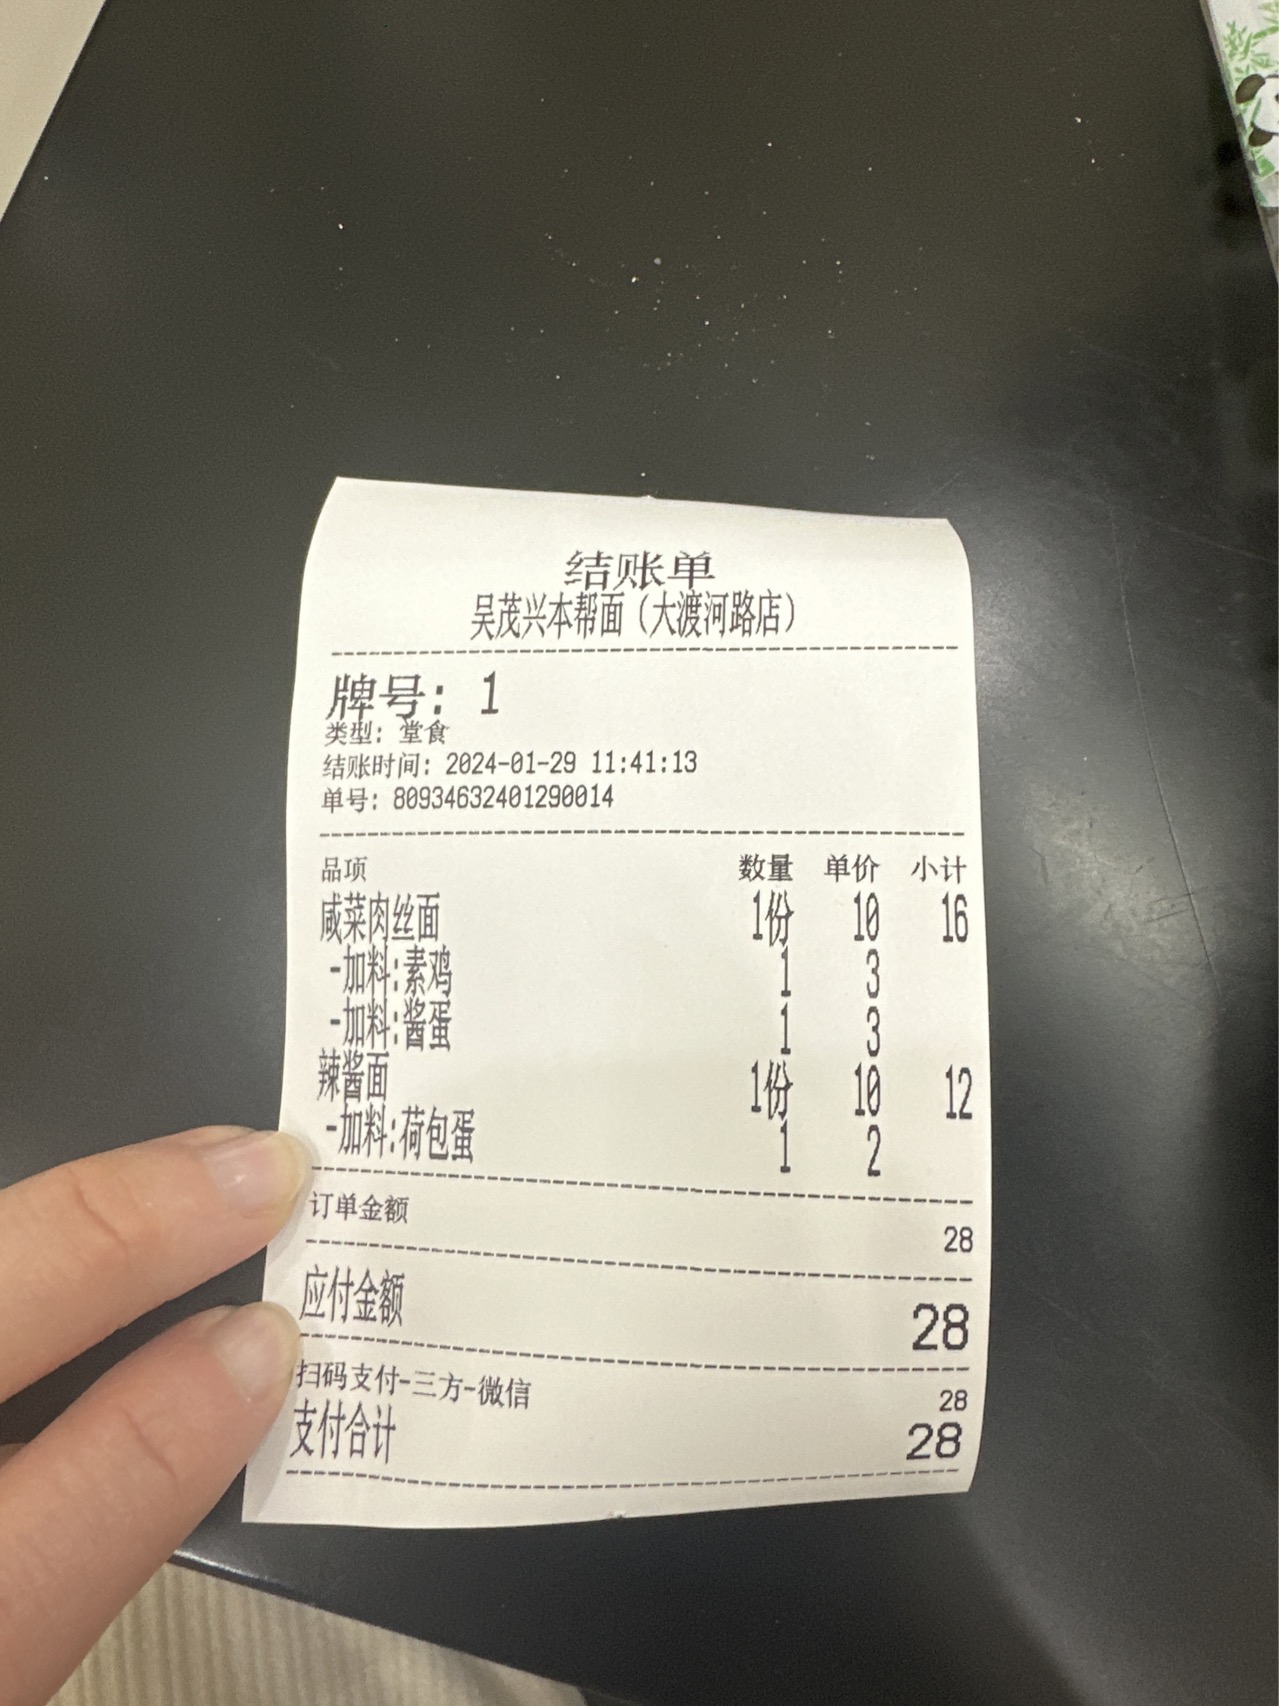 结账单
吴茂兴本帮面（大渡河路店）
牌号：1
类型：堂食
结账时间：2024-01-29 11:41:13
单号：80934632401290014
品项 数量 单价 小计
咸菜肉丝面 1份 10 16
-加料:素鸡 1 3
-加料:酱蛋 1 3
辣酱面 1份 10 12
-加料:荷包蛋 1 2
订单金额 28
应付金额 28
扫码支付-三方-微信 28
支付合计 28